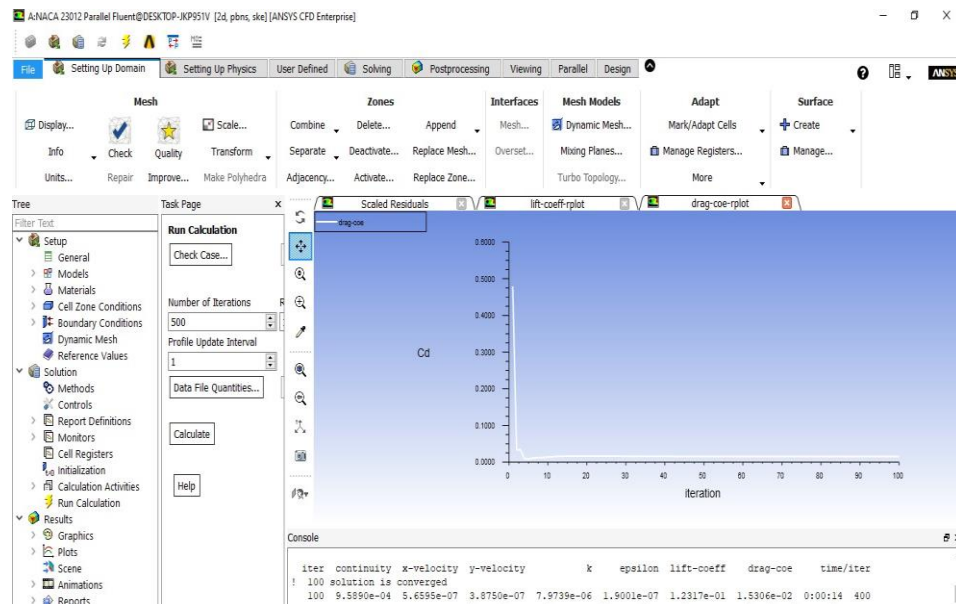 A:NACA 23012 Parallel Fluent@DESKTOP-JKP951V [2d, pbns, ske] [ANSYS CFD Enterprise]
File Setting Up Domain Setting Up Physics User Defined Solving Postprocessing Viewing Parallel Design
ANSYS
Mesh Zones Interfaces Mesh Models Adapt Surface
Display... Scale... Combine Delete... Append Mesh... Dynamic Mesh... Mark/Adapt Cells Create
Info Check Quality Transform Separate Deactivate... Replace Mesh... Overset... Mixing Planes... Manage Registers... Manage...
Units... Repair Improve... Make Polyhedra Adjacency... Activate... Replace Zone... Turbo Topology... More
Tree
Filter Text
Setup
General
Models
Materials
Cell Zone Conditions
Boundary Conditions
Dynamic Mesh
Reference Values
Solution
Methods
Controls
Report Definitions
Monitors
Cell Registers
Initialization
Calculation Activities
Run Calculation
Results
Graphics
Plots
Scene
Animations
Reports
Task Page
Run Calculation
Check Case...
Number of Iterations
500
Profile Update Interval
1
Data File Quantities...
Calculate
Help
Scaled Residuals lift-coeff-rplot drag-coe-rplot
drag-coe
0.6000
0.5000
0.4000
0.3000
0.2000
0.1000
0.0000
Cd
0 10 20 30 40 50 60 70 80 90 100
iteration
Console
iter continuity x-velocity y-velocity k epsilon lift-coeff drag-coe time/iter
! 100 solution is converged
100 9.5890e-04 5.6595e-07 3.8750e-07 7.9739e-06 1.9001e-07 1.2317e-01 1.5306e-02 0:00:14 400